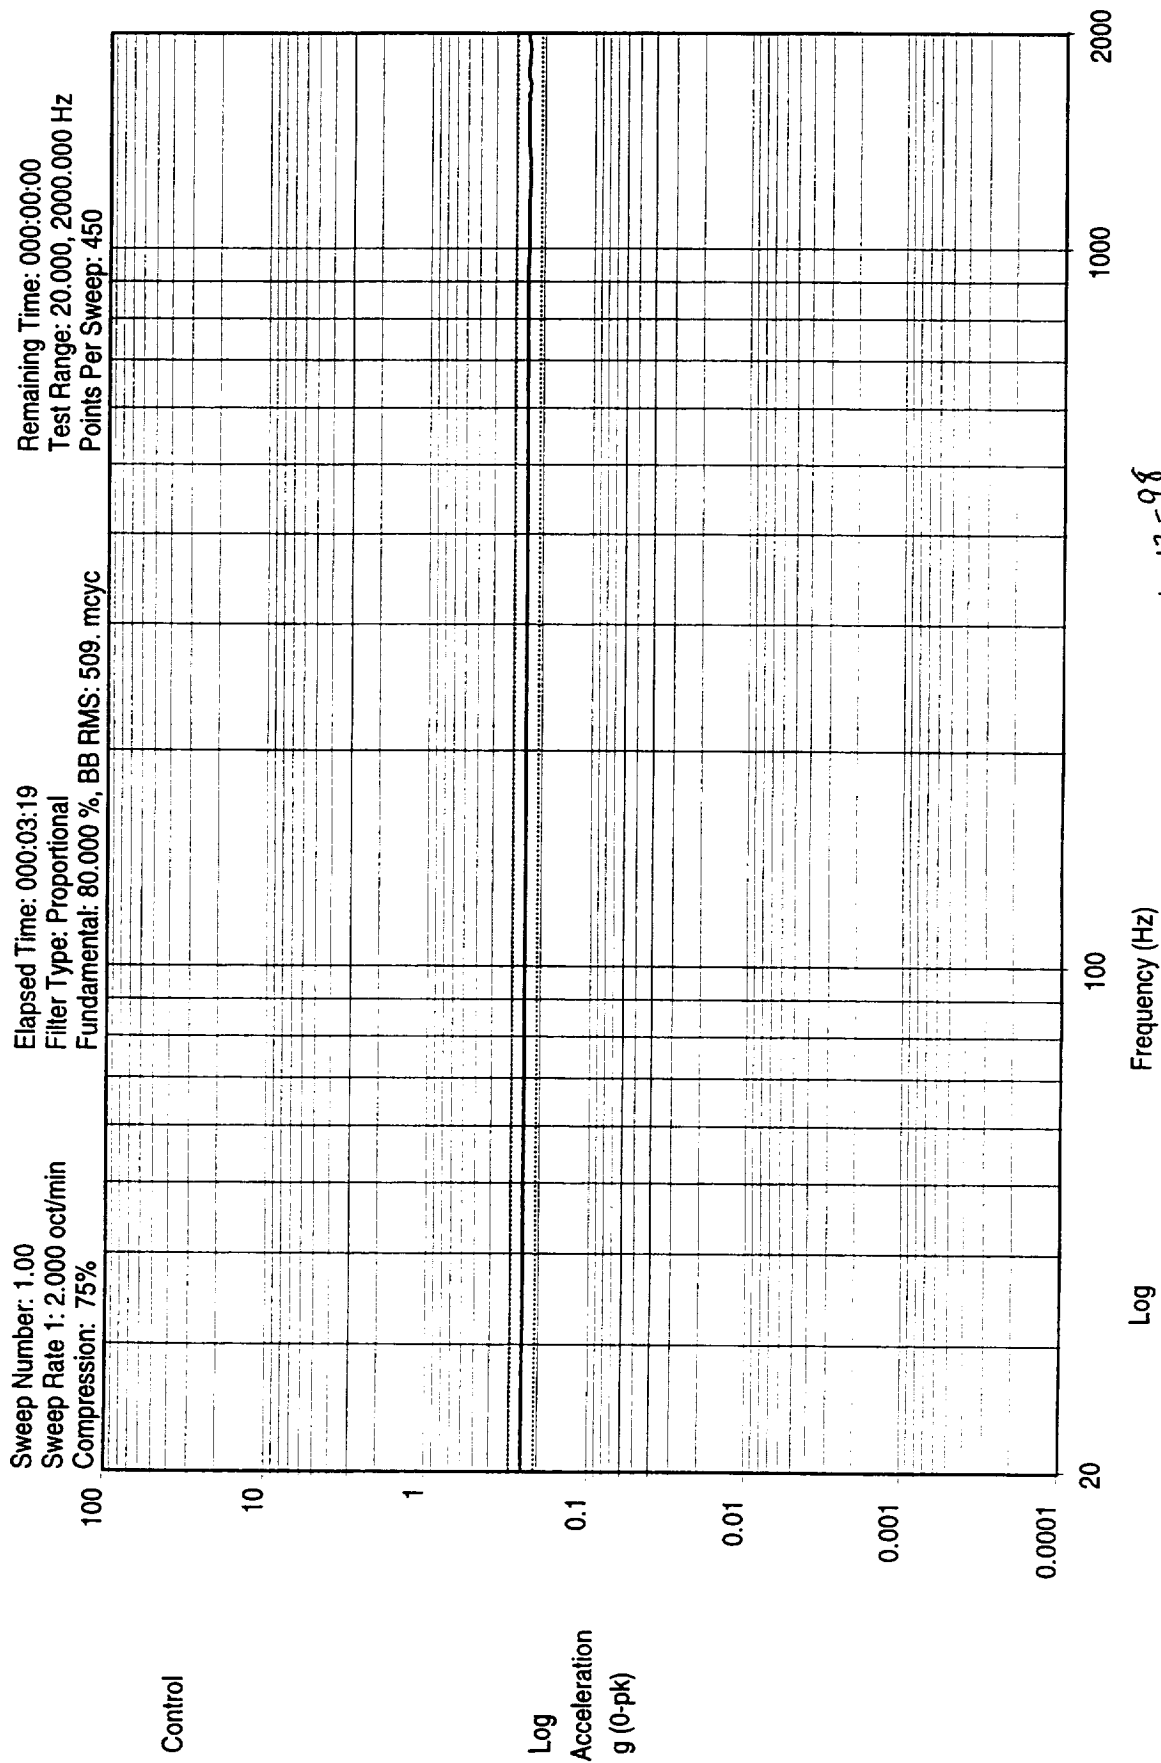 Sweep Number: 1.00
Sweep Rate 1: 2.000 oct/min
Compression: 75%
Elapsed Time: 000:03:19
Filter Type: Proportional
Fundamental: 80.000 %, BB RMS: 509. mcyc
Remaining Time: 000:00:00
Test Range: 20.000, 2000.000 Hz
Points Per Sweep: 450
Control
100
10
1
0.1
0.01
0.001
0.0001
Log
Acceleration
g (0-pk)
20
100
1000
2000
Log
Frequency (Hz)
-98